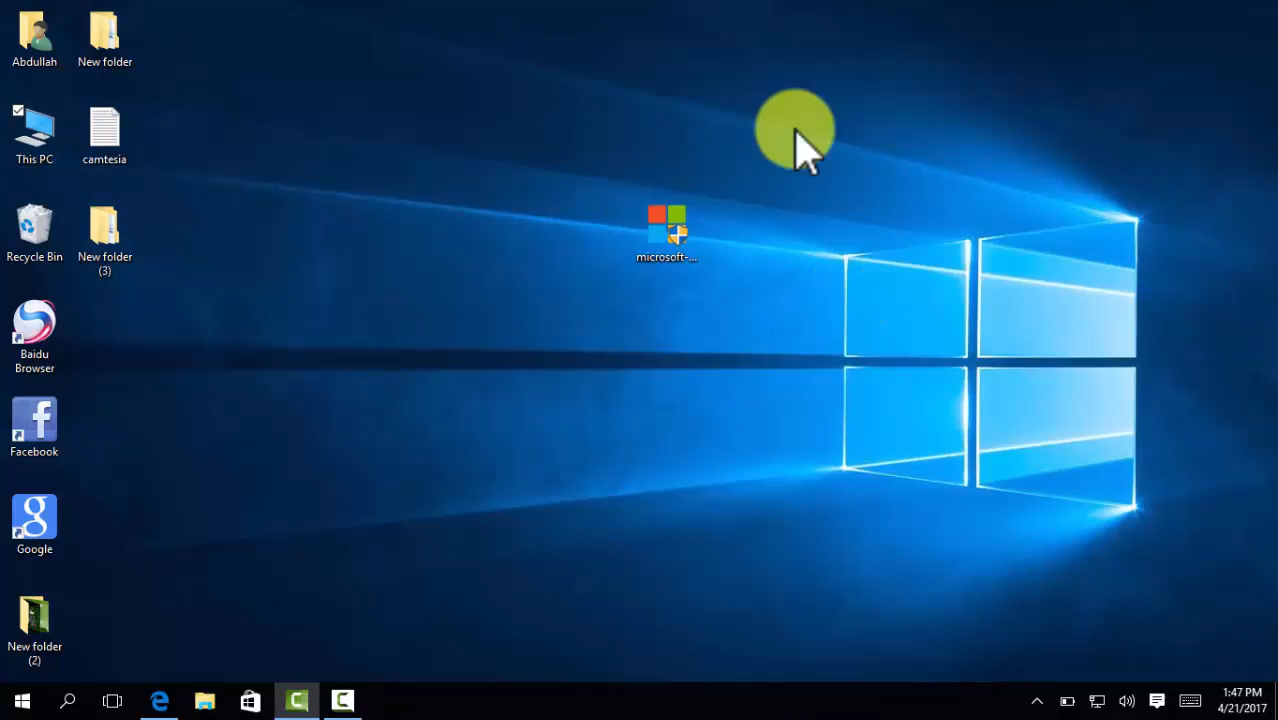 Abdullah
New folder
This PC
camtesia
Recycle Bin
New folder
(3)
microsoft-...
Baidu
Browser
Facebook
Google
New folder
(2)
1:47 PM
4/21/2017